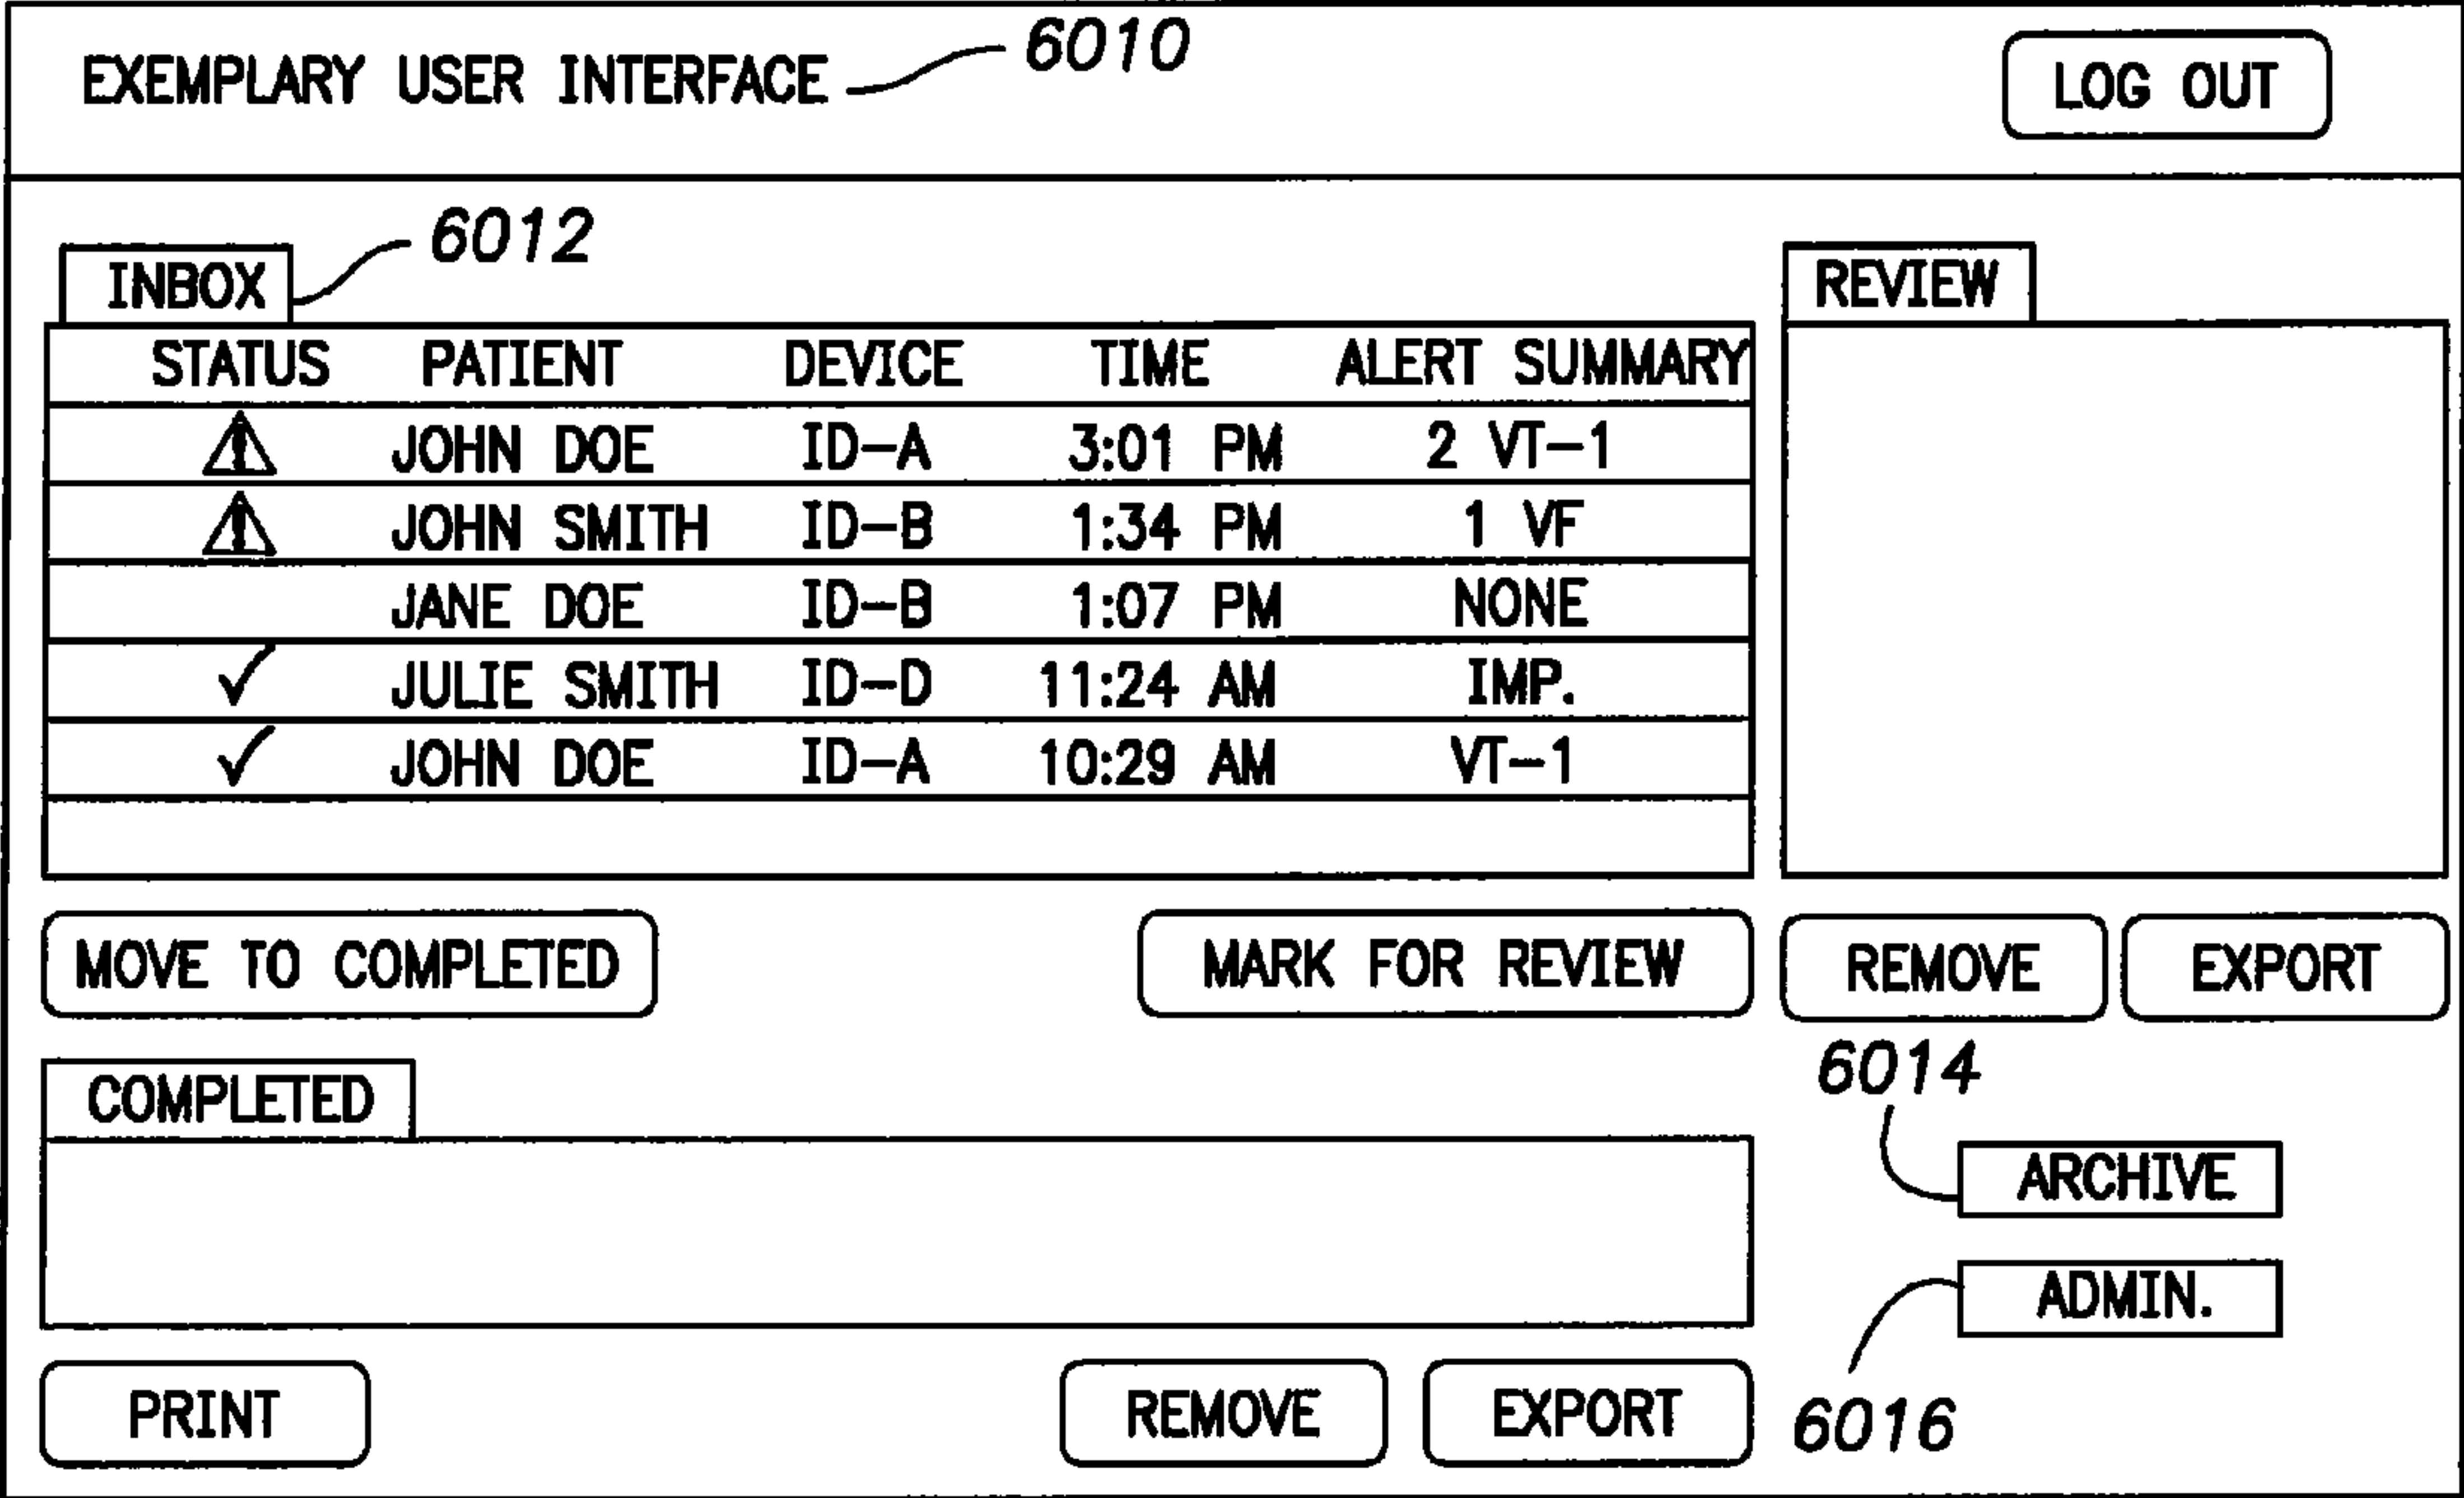 EXEMPLARY USER INTERFACE 6010 LOG OUT
6012
INBOX
STATUS PATIENT DEVICE TIME ALERT SUMMARY
JOHN DOE ID-A 3:01 PM 2 VT-1
JOHN SMITH ID-B 1:34 PM 1 VF
JANE DOE ID-B 1:07 PM NONE
✓ JULIE SMITH ID-D 11:24 AM IMP.
✓ JOHN DOE ID-A 10:29 AM VT-1
REVIEW
MOVE TO COMPLETED MARK FOR REVIEW REMOVE EXPORT
COMPLETED
6014
ARCHIVE
ADMIN.
6016
PRINT REMOVE EXPORT